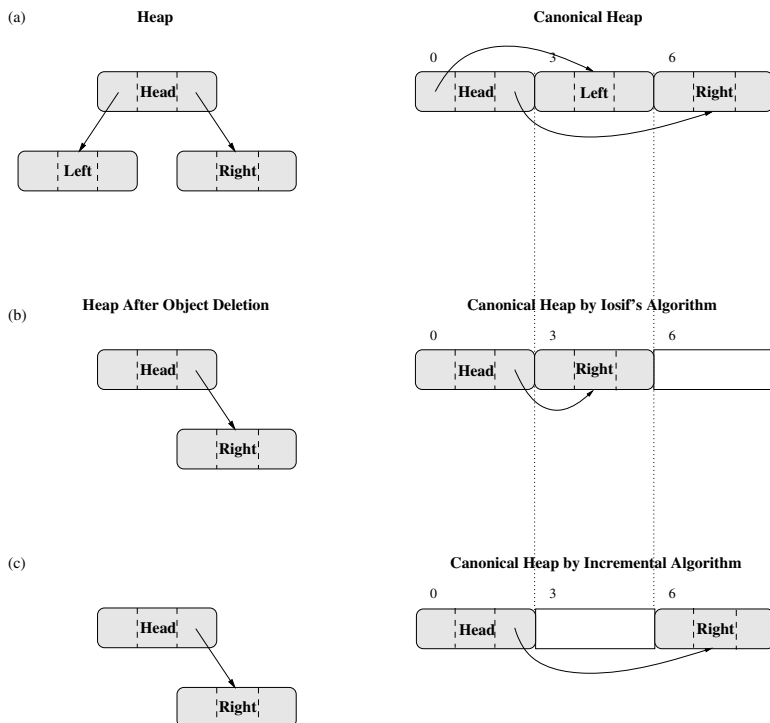 (a) Heap Canonical Heap
0 3 6
Head Head Left Right
Left Right
Heap After Object Deletion Canonical Heap by Iosif's Algorithm
(b)
0 3 6
Head Head Right
Right
(c) Canonical Heap by Incremental Algorithm
0 3 6
Head Head Right
Right